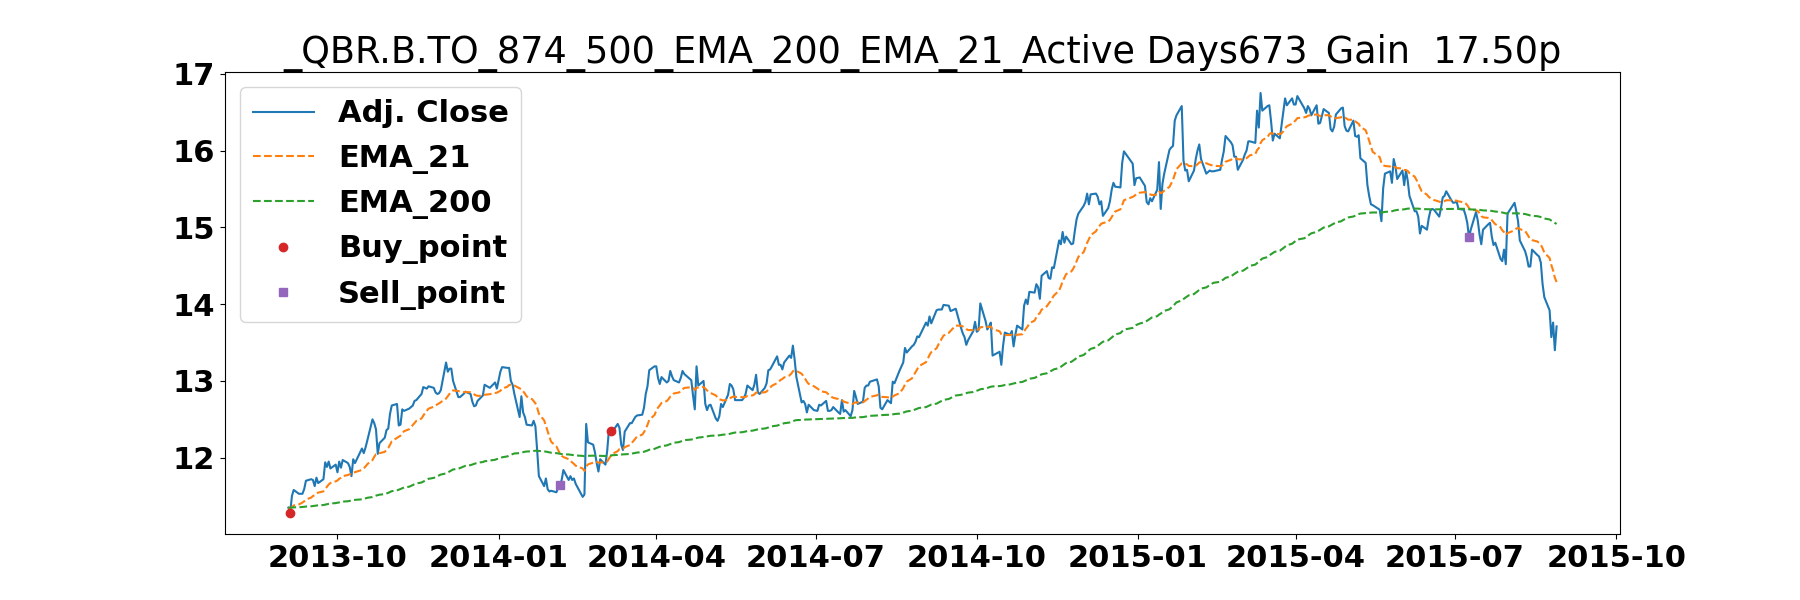 _QBR.B.TO_874_500_EMA_200_EMA_21_Active Days673_Gain  17.50p
17
16
15
14
13
12
Adj. Close
EMA_21
EMA_200
Buy_point
Sell_point
2013-10 2014-01 2014-04 2014-07 2014-10 2015-01 2015-04 2015-07 2015-10